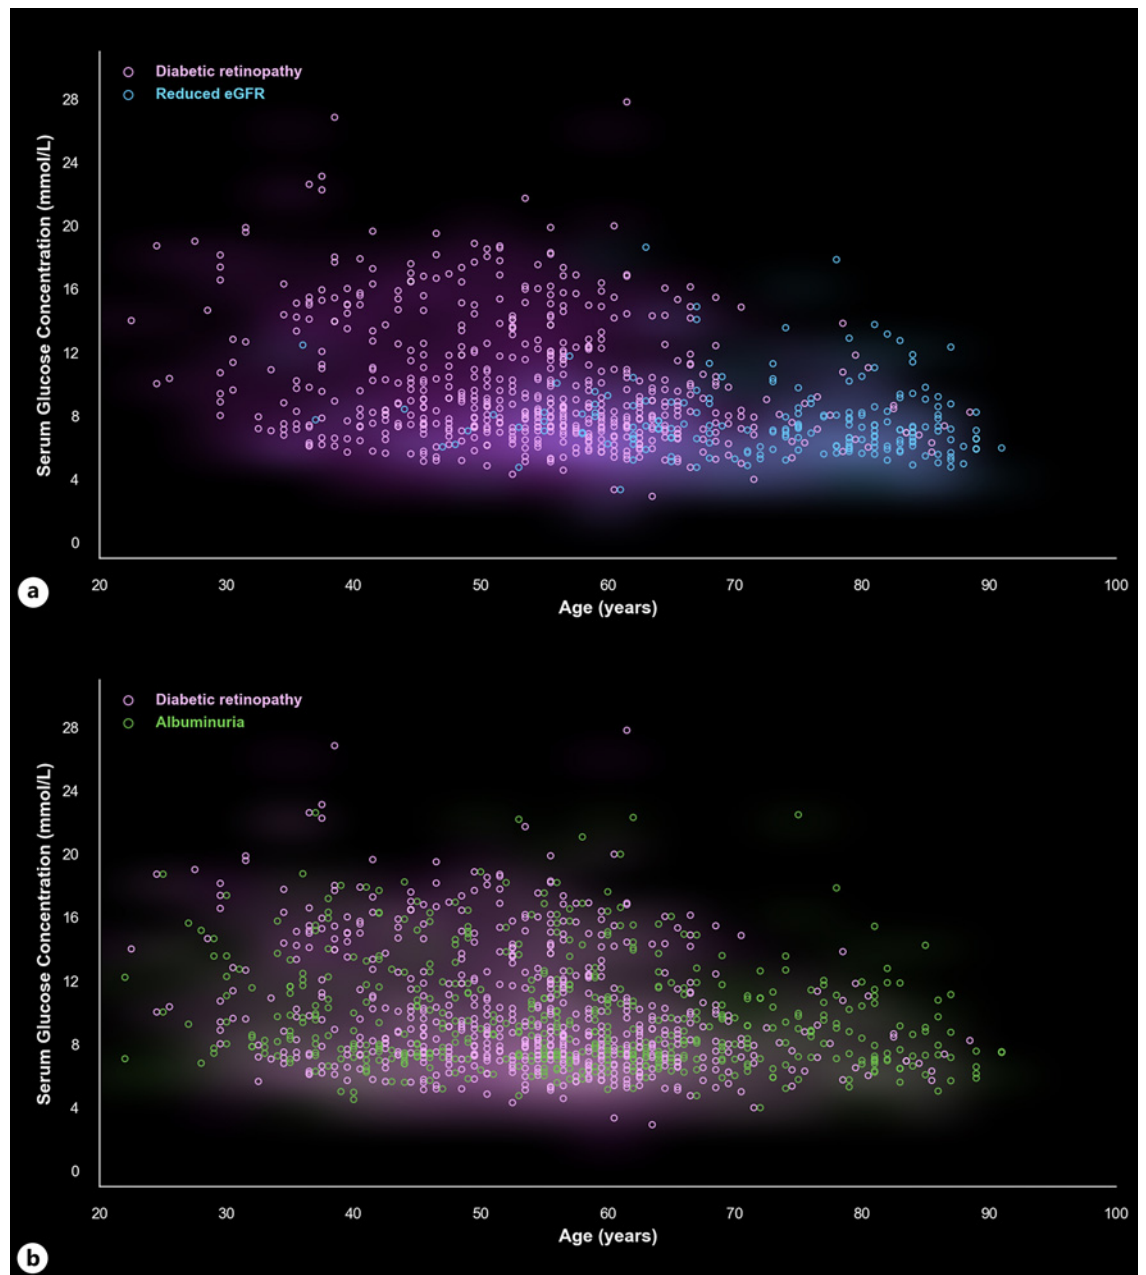 Diabetic retinopathy
Reduced eGFR
Serum Glucose Concentration (mmol/L)
28
24
20
16
12
8
4
0
20 30 40 50 60 70 80 90 100
Age (years)
a
Diabetic retinopathy
Albuminuria
Serum Glucose Concentration (mmol/L)
28
24
20
16
12
8
4
0
20 30 40 50 60 70 80 90 100
Age (years)
b